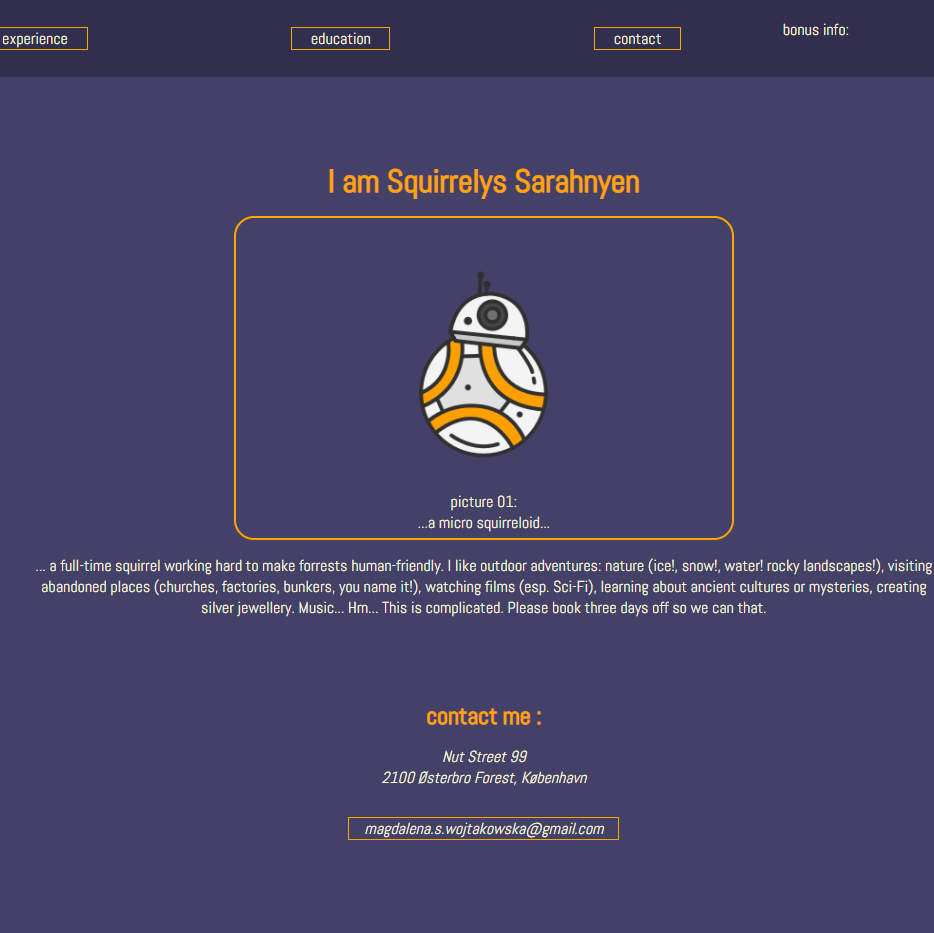 experience
education
contact
bonus info:
I am Squirrelys Sarahnyen
picture 01:
...a micro squirreloid...
... a full-time squirrel working hard to make forrests human-friendly. I like outdoor adventures: nature (ice!, snow!, water! rocky landscapes!), visiting
abandoned places (churches, factories, bunkers, you name it!), watching films (esp. Sci-Fi), learning about ancient cultures or mysteries, creating
silver jewellery. Music... Hm... This is complicated. Please book three days off so we can that.
contact me :
Nut Street 99
2100 Østerbro Forest, København
magdalena.s.wojtakowska@gmail.com